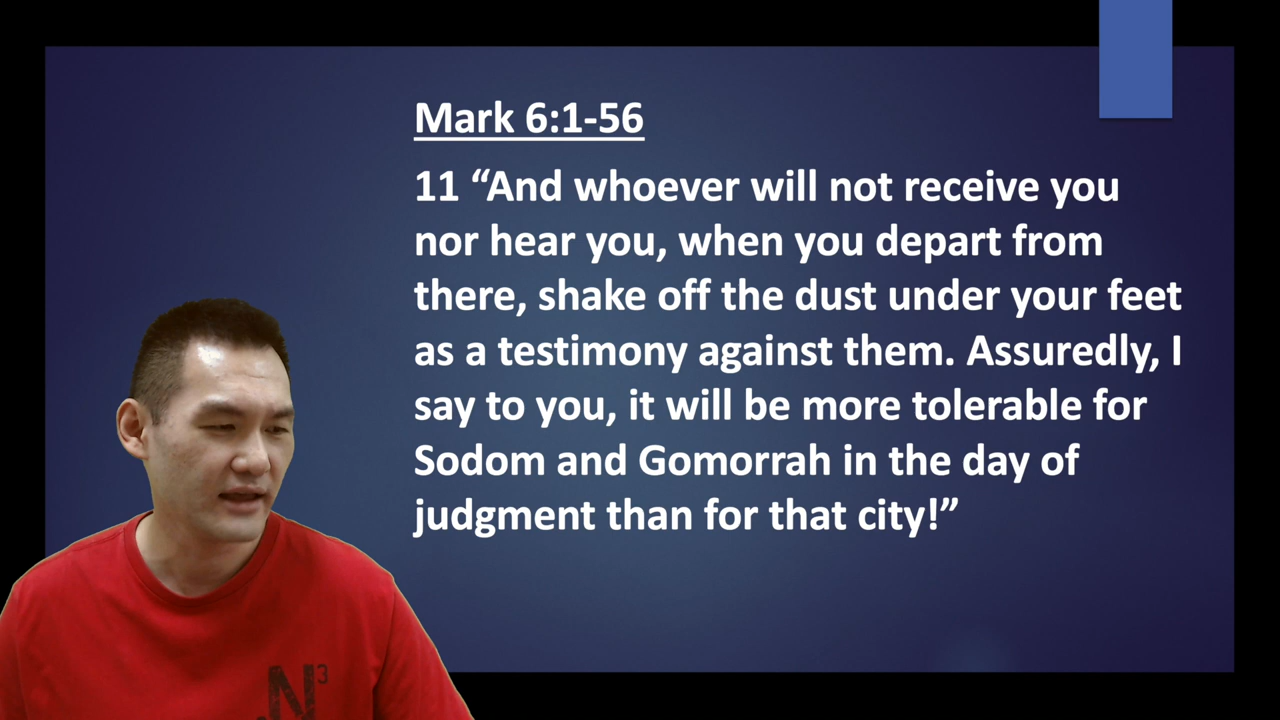 Mark 6:1-56
11 “And whoever will not receive you
nor hear you, when you depart from
there, shake off the dust under your feet
as a testimony against them. Assuredly, I
say to you, it will be more tolerable for
Sodom and Gomorrah in the day of
judgment than for that city!”
N³